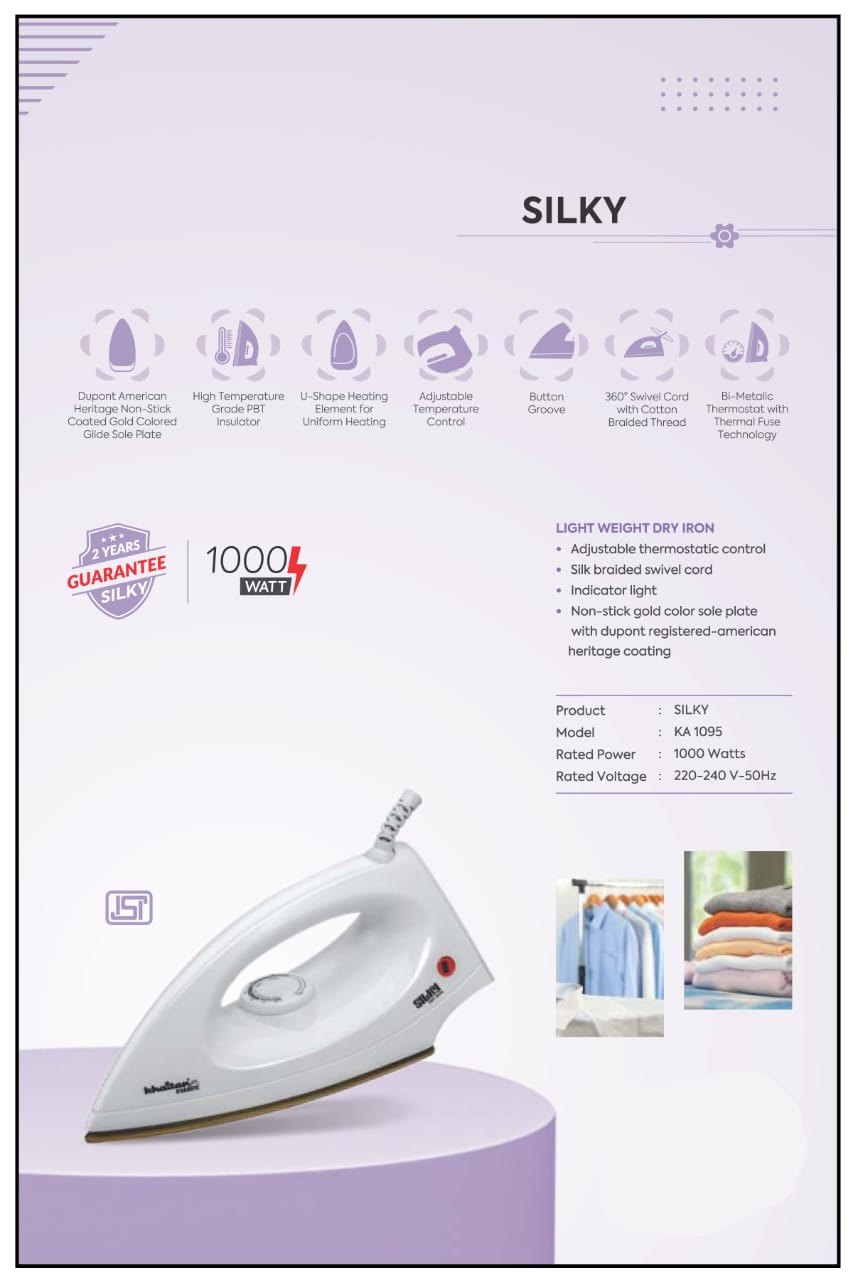 SILKY
Dupont American
Heritage Non-Stick
Coated Gold Colored
Glide Sole Plate
High Temperature
Grade PBT
Insulator
U-Shape Heating
Element for
Uniform Heating
Adjustable
Temperature
Control
Button
Groove
360° Swivel Cord
with Cotton
Braided Thread
Bi-Metalic
Thermostat with
Thermal Fuse
Technology
2 YEARS
GUARANTEE
SILKY
1000
WATT
LIGHT WEIGHT DRY IRON
• Adjustable thermostatic control
• Silk braided swivel cord
• Indicator light
• Non-stick gold color sole plate
with dupont registered-american
heritage coating
Product : SILKY
Model : KA 1095
Rated Power : 1000 Watts
Rated Voltage : 220-240 V-50Hz
ISI
SILKY
khaitan